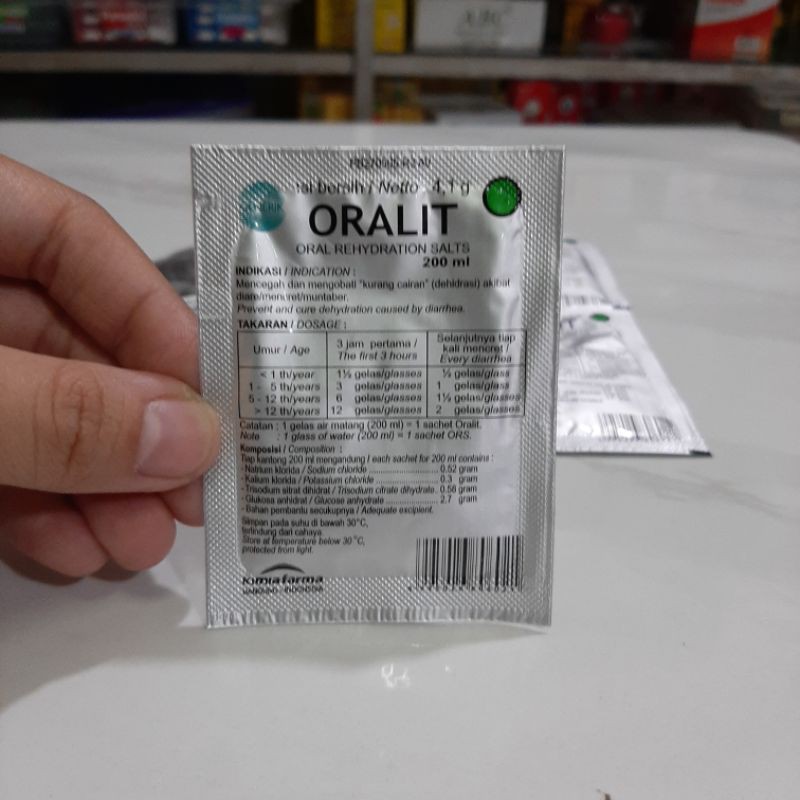 Netto : 4,1 g
GENERIK
ORALIT
ORAL REHYDRATION SALTS
200 ml
INDIKASI / INDICATION :
Mencegah dan mengobati "kurang cairan" (dehidrasi) akibat
diare/mencret/muntaber.
Prevent and cure dehydration caused by diarrhea.
TAKARAN / DOSAGE :
Umur / Age 3 jam pertama / The first 3 hours Selanjutnya tiap kali mencret / Every diarrhea
< 1 th/year 1½ gelas/glasses ½ gelas/glass
1 - 5 th/years 3 gelas/glasses 1 gelas/glass
5 - 12 th/years 6 gelas/glasses 1½ gelas/glasses
> 12 th/years 12 gelas/glasses 2 gelas/glasses
Catatan : 1 gelas air matang (200 ml) = 1 sachet Oralit.
Note : 1 glass of water (200 ml) = 1 sachet ORS.
Komposisi / Composition :
Tiap kantong 200 ml mengandung / each sachet for 200 ml contains :
- Natrium klorida / Sodium chloride 0.52 gram
- Kalium klorida / Potassium chloride 0.3 gram
- Trisodium sitrat dihidrat / Trisodium citrate dihydrate. 0.58 gram
- Glukosa anhidrat / Glucose anhydrate 2.7 gram
- Bahan pembantu secukupnya / Adequate excipient.
Simpan pada suhu di bawah 30°C,
terlindung dari cahaya.
Store at temperature below 30°C,
protected from light.
kimia farma
BANDUNG - INDONESIA